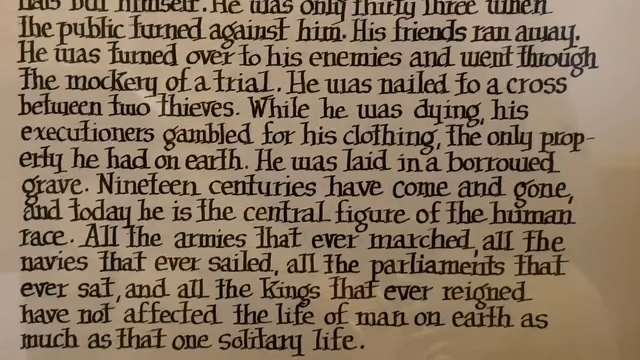 but himself. He was only thirty three when
the public turned against him. His friends ran away.
He was turned over to his enemies and went through
the mockery of a trial. He was nailed to a cross
between two thieves. While he was dying, his
executioners gambled for his clothing, the only prop-
erty he had on earth. He was laid in a borrowed
grave. Nineteen centuries have come and gone,
and today he is the central figure of the human
race. All the armies that ever marched, all the
navies that ever sailed, all the parliaments that
ever sat, and all the Kings that ever reigned
have not affected the life of man on earth as
much as that one solitary life.